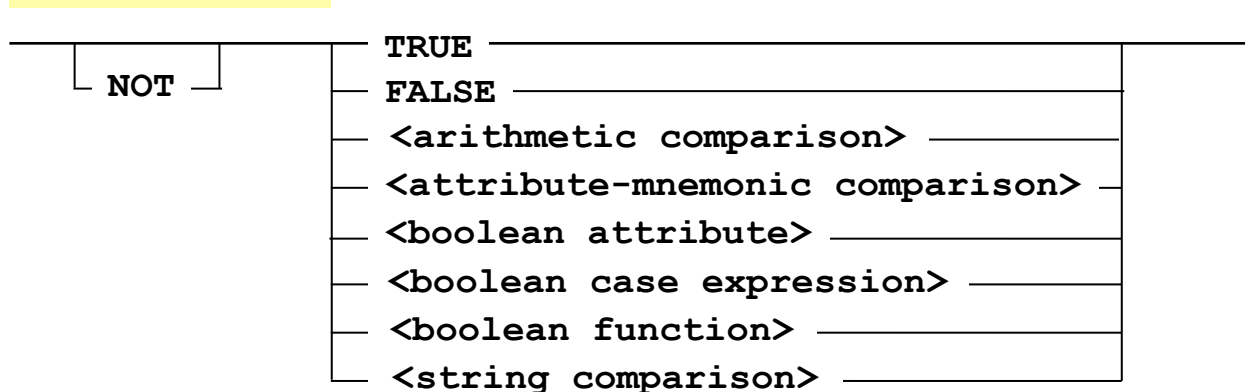 TRUE
NOT
FALSE
<arithmetic comparison>
<attribute-mnemonic comparison>
<boolean attribute>
<boolean case expression>
<boolean function>
<string comparison>